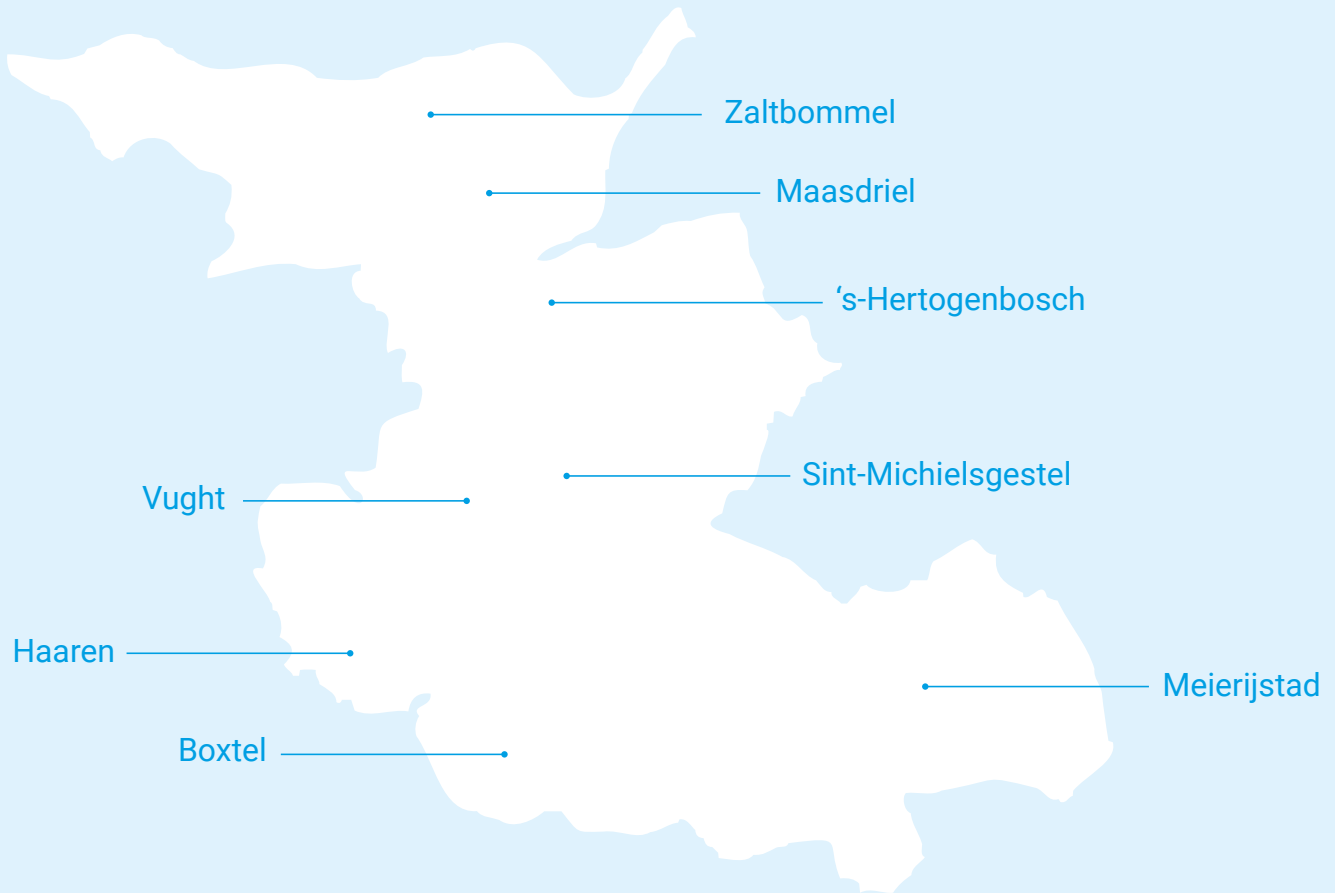 Zaltbommel
Maasdriel
‘s-Hertogenbosch
Sint-Michielsgestel
Vught
Haaren
Meierijstad
Boxtel